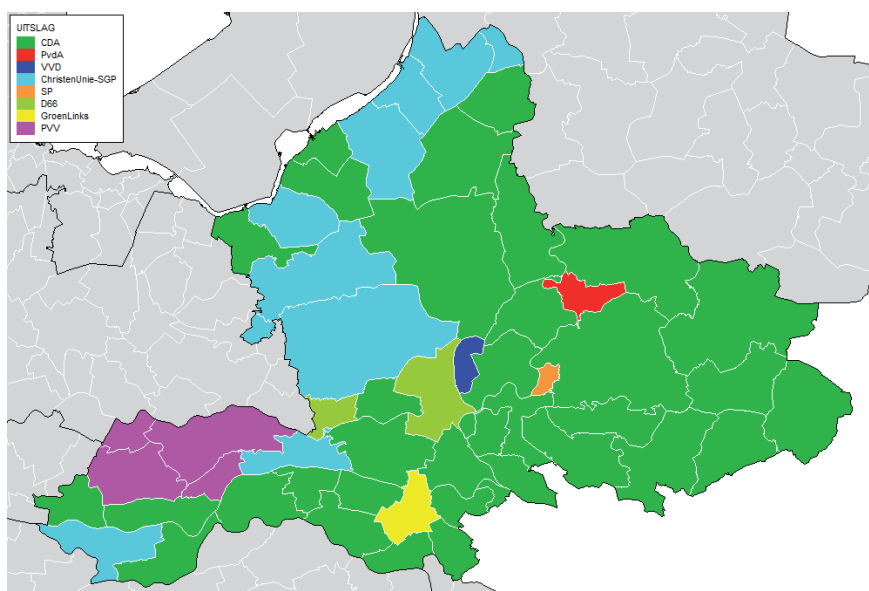 UITSLAG
CDA
PvdA
VVD
ChristenUnie-SGP
SP
D66
GroenLinks
PVV